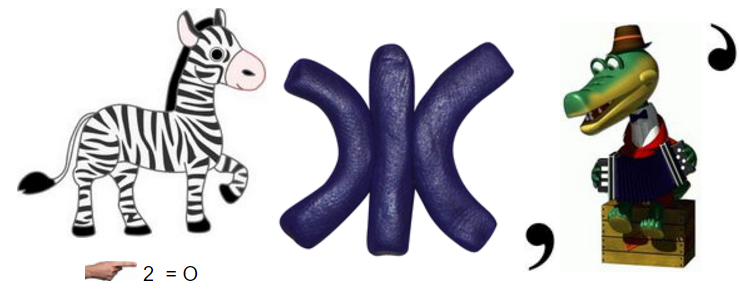 Ж , ,
2 = О